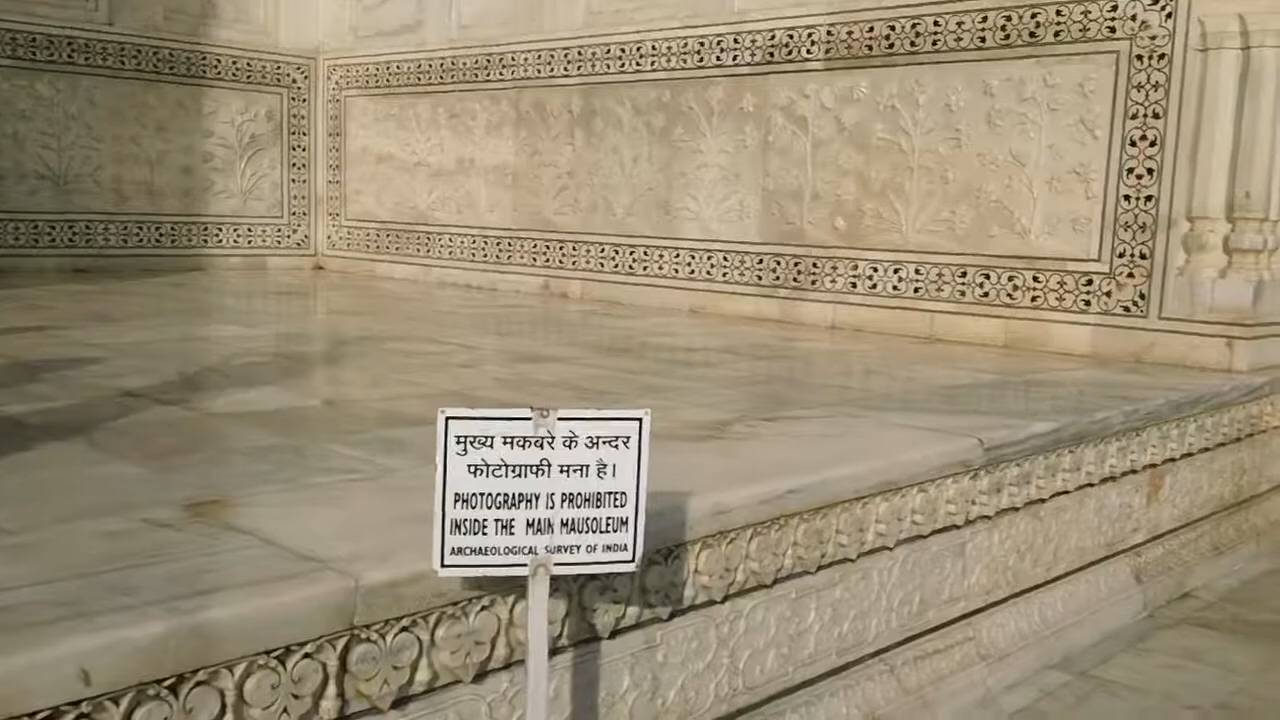 मुख्य मकबरे के अन्दर
फोटोग्राफी मना है।
PHOTOGRAPHY IS PROHIBITED
INSIDE THE MAIN MAUSOLEUM
ARCHAEOLOGICAL SURVEY OF INDIA